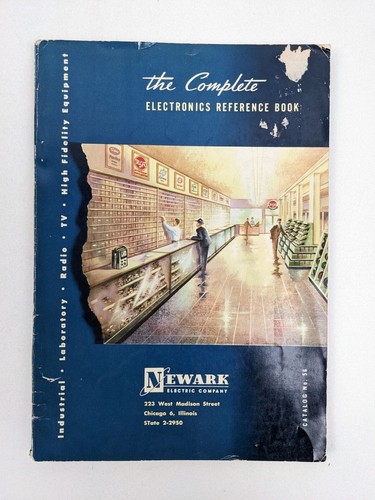 the Complete
ELECTRONICS REFERENCE BOOK
Industrial • Laboratory • Radio • TV • High Fidelity Equipment
NEWARK
ELECTRIC COMPANY
223 West Madison Street
Chicago 6, Illinois
STate 2-2950
CATALOG No. 56